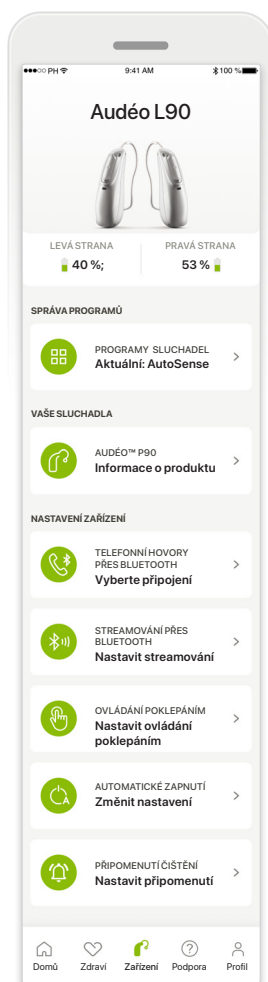 PH 9:41 AM 100 %
Audéo L90
LEVÁ STRANA PRAVÁ STRANA
40 %; 53 %
SPRÁVA PROGRAMŮ
PROGRAMY SLUCHADEL
Aktuální: AutoSense
VAŠE SLUCHADLA
AUDÉO™ P90
Informace o produktu
NASTAVENÍ ZAŘÍZENÍ
TELEFONNÍ HOVORY
PŘES BLUETOOTH
Vyberte připojení
STREAMOVÁNÍ PŘES
BLUETOOTH
Nastavit streamování
OVLÁDÁNÍ POKLEPÁNÍM
Nastavit ovládání
poklepáním
AUTOMATICKÉ ZAPNUTÍ
Změnit nastavení
PŘIPOMENUTÍ ČIŠTĚNÍ
Nastavit připomenutí
Domů Zdraví Zařízení Podpora Profil